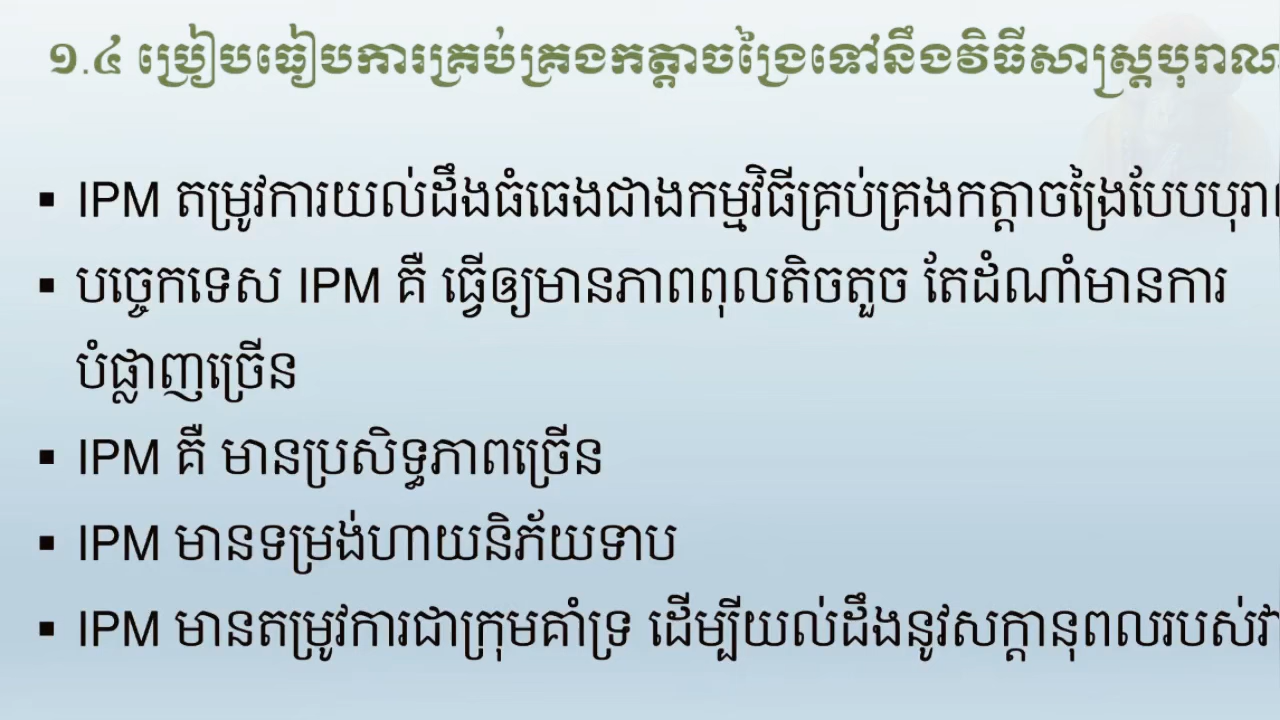 ១.៤ ប្រៀបធៀបការគ្រប់គ្រងកត្តាចង្រៃទៅនឹងវិធីសាស្ត្របុរាណ
▪ IPM តម្រូវការយល់ដឹងធំធេងជាងកម្មវិធីគ្រប់គ្រងកត្តាចង្រៃបែបបុរាណ
▪ បច្ចេកទេស IPM គឺ ធ្វើឲ្យមានភាពពុលតិចតួច តែដំណាំមានការ
បំផ្លាញច្រើន
▪ IPM គឺ មានប្រសិទ្ធភាពច្រើន
▪ IPM មានទម្រង់ហាយនិភ័យទាប
▪ IPM មានតម្រូវការជាក្រុមគាំទ្រ ដើម្បីយល់ដឹងនូវសក្តានុពលរបស់វា